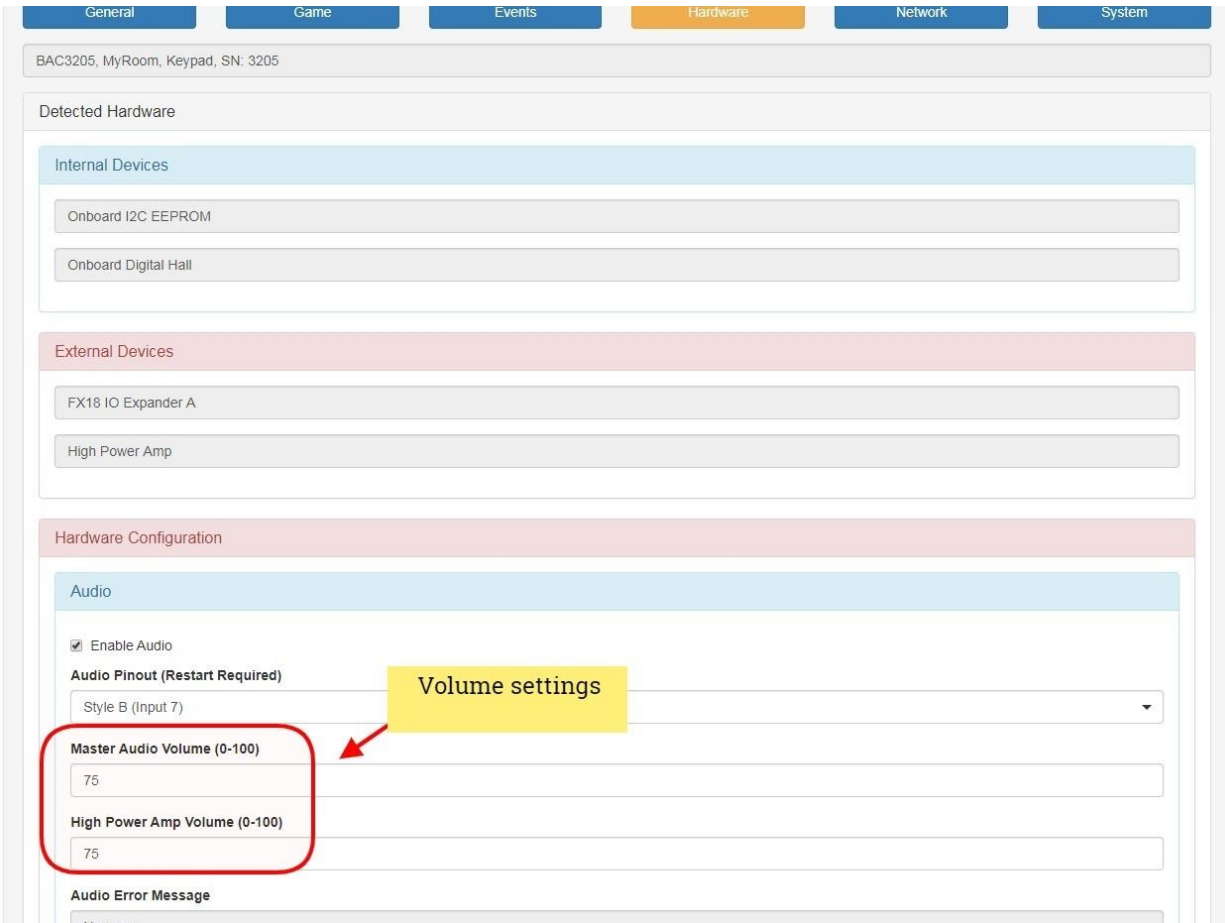 General Game Events Hardware Network System
BAC3205, MyRoom, Keypad, SN: 3205
Detected Hardware
Internal Devices
Onboard I2C EEPROM
Onboard Digital Hall
External Devices
FX18 IO Expander A
High Power Amp
Hardware Configuration
Audio
Enable Audio
Audio Pinout (Restart Required)
Style B (Input 7)
Volume settings
Master Audio Volume (0-100)
75
High Power Amp Volume (0-100)
75
Audio Error Message